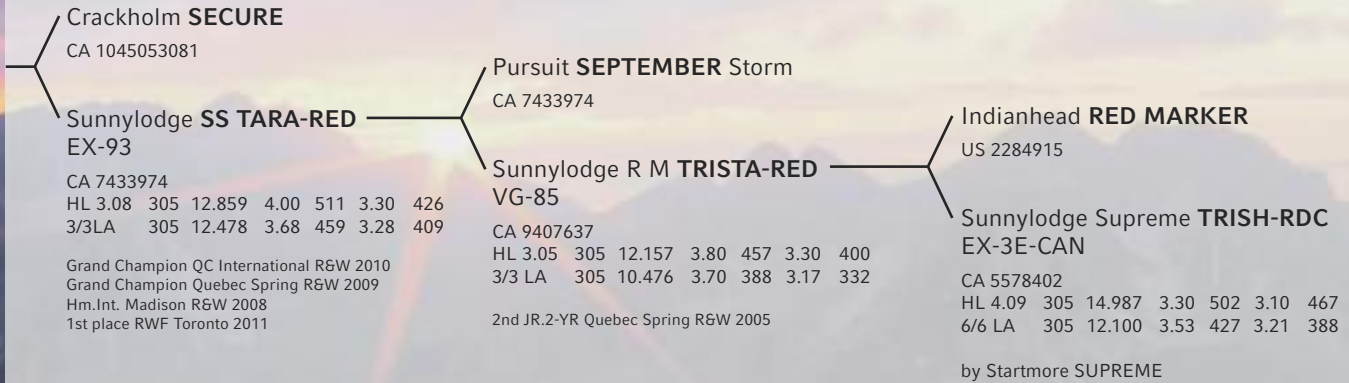 Crackholm SECURE
CA 1045053081
Sunnylodge SS TARA-RED
EX-93
CA 7433974
HL 3.08 305 12.859 4.00 511 3.30 426
3/3LA 305 12.478 3.68 459 3.28 409
Grand Champion QC International R&W 2010
Grand Champion Quebec Spring R&W 2009
Hm.Int. Madison R&W 2008
1st place RWF Toronto 2011
Pursuit SEPTEMBER Storm
CA 7433974
Sunnylodge R M TRISTA-RED
VG-85
CA 9407637
HL 3.05 305 12.157 3.80 457 3.30 400
3/3 LA 305 10.476 3.70 388 3.17 332
2nd JR.2-YR Quebec Spring R&W 2005
Indianhead RED MARKER
US 2284915
Sunnylodge Supreme TRISH-RDC
EX-3E-CAN
CA 5578402
HL 4.09 305 14.987 3.30 502 3.10 467
6/6 LA 305 12.100 3.53 427 3.21 388
by Startmore SUPREME